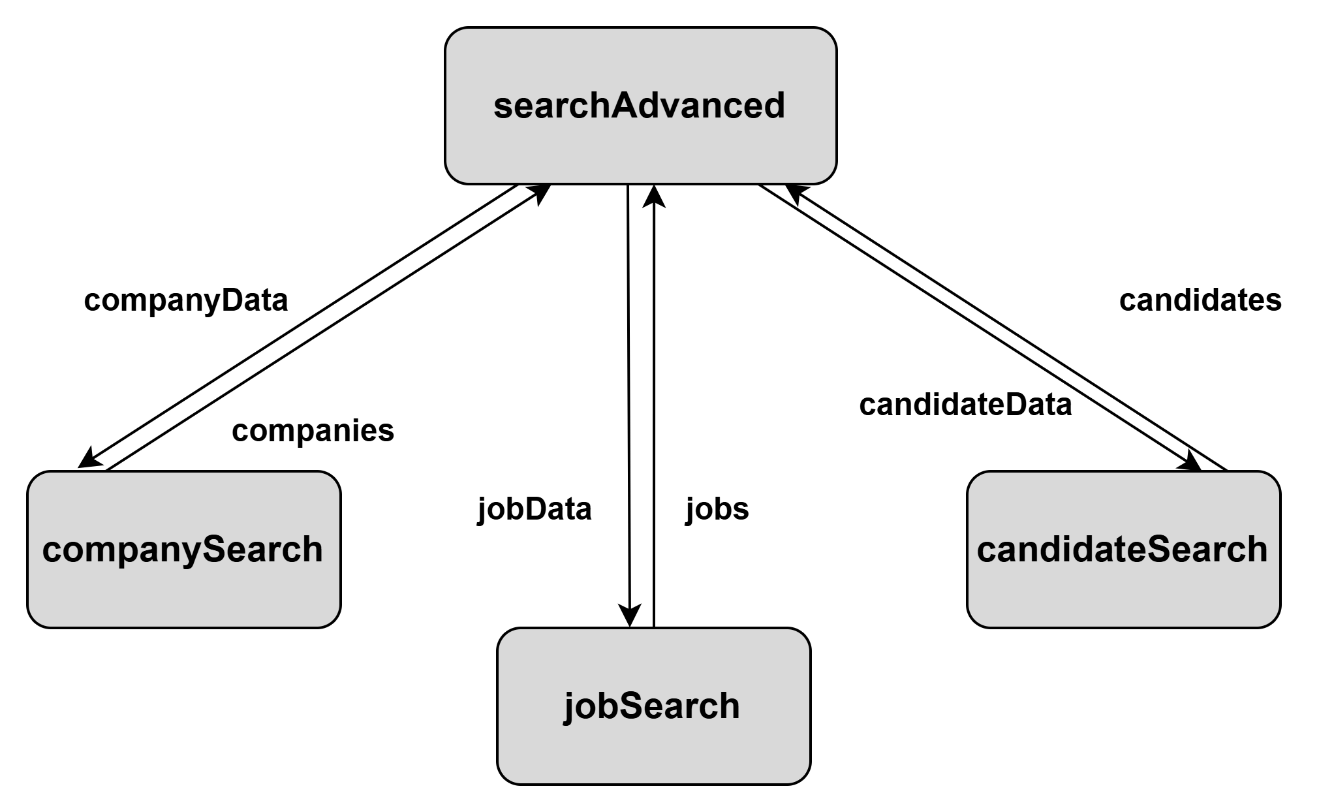 searchAdvanced
companyData
candidates
candidateData
companies
jobData
jobs
companySearch
candidateSearch
jobSearch